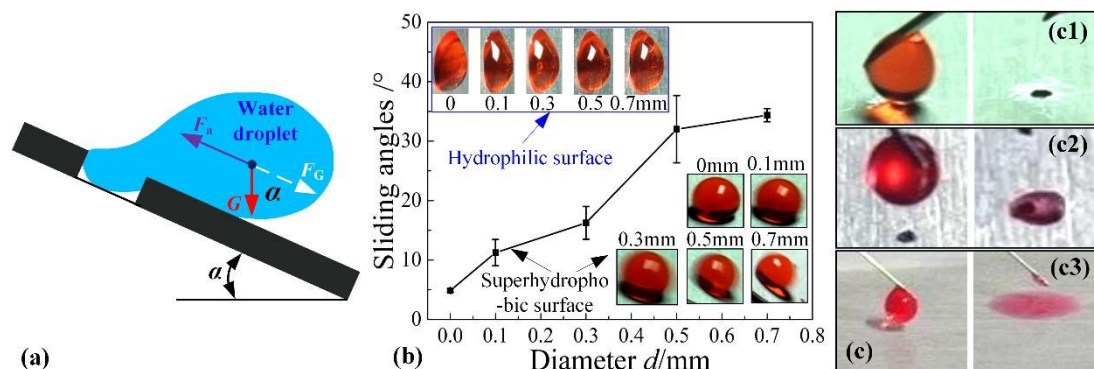 Water
droplet
Fa
FG
α
G
α
(a)
Sliding angles /°
50
40
30
20
10
0
0 0.1 0.3 0.5 0.7mm
Hydrophilic surface
0mm 0.1mm
0.3mm 0.5mm 0.7mm
Superhydropho
-bic surface
0.0 0.1 0.2 0.3 0.4 0.5 0.6 0.7 0.8
(b)
Diameter d/mm
(c1)
(c2)
(c3)
(c)